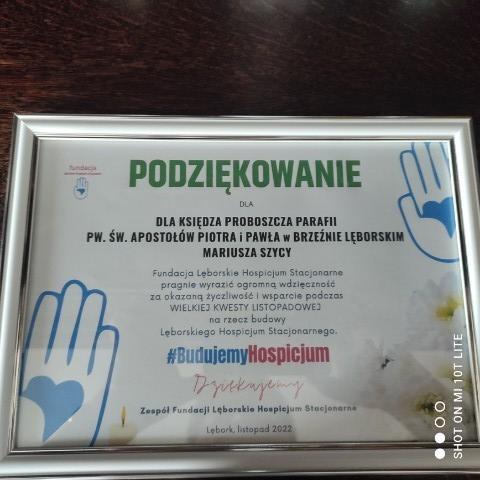 fundacja
PODZIĘKOWANIE
DLA
DLA KSIĘDZA PROBOSZCZA PARAFII
PW. ŚW. APOSTOŁÓW PIOTRA i PAWŁA w BRZEŹNIE LĘBORSKIM
MARIUSZA SZYCY
Fundacja Lęborskie Hospicjum Stacjonarne
pragnie wyrazić ogromną wdzięczność
za okazaną życzliwość i wsparcie podczas
WIELKIEJ KWESTY LISTOPADOWEJ
na rzecz budowy
Lęborskiego Hospicjum Stacjonarnego.
#BudujemyHospicjum
Dziękujemy
Zespół Fundacji Lęborskie Hospicjum Stacjonarne
Lębork, listopad 2022
SHOT ON MI 10T LITE